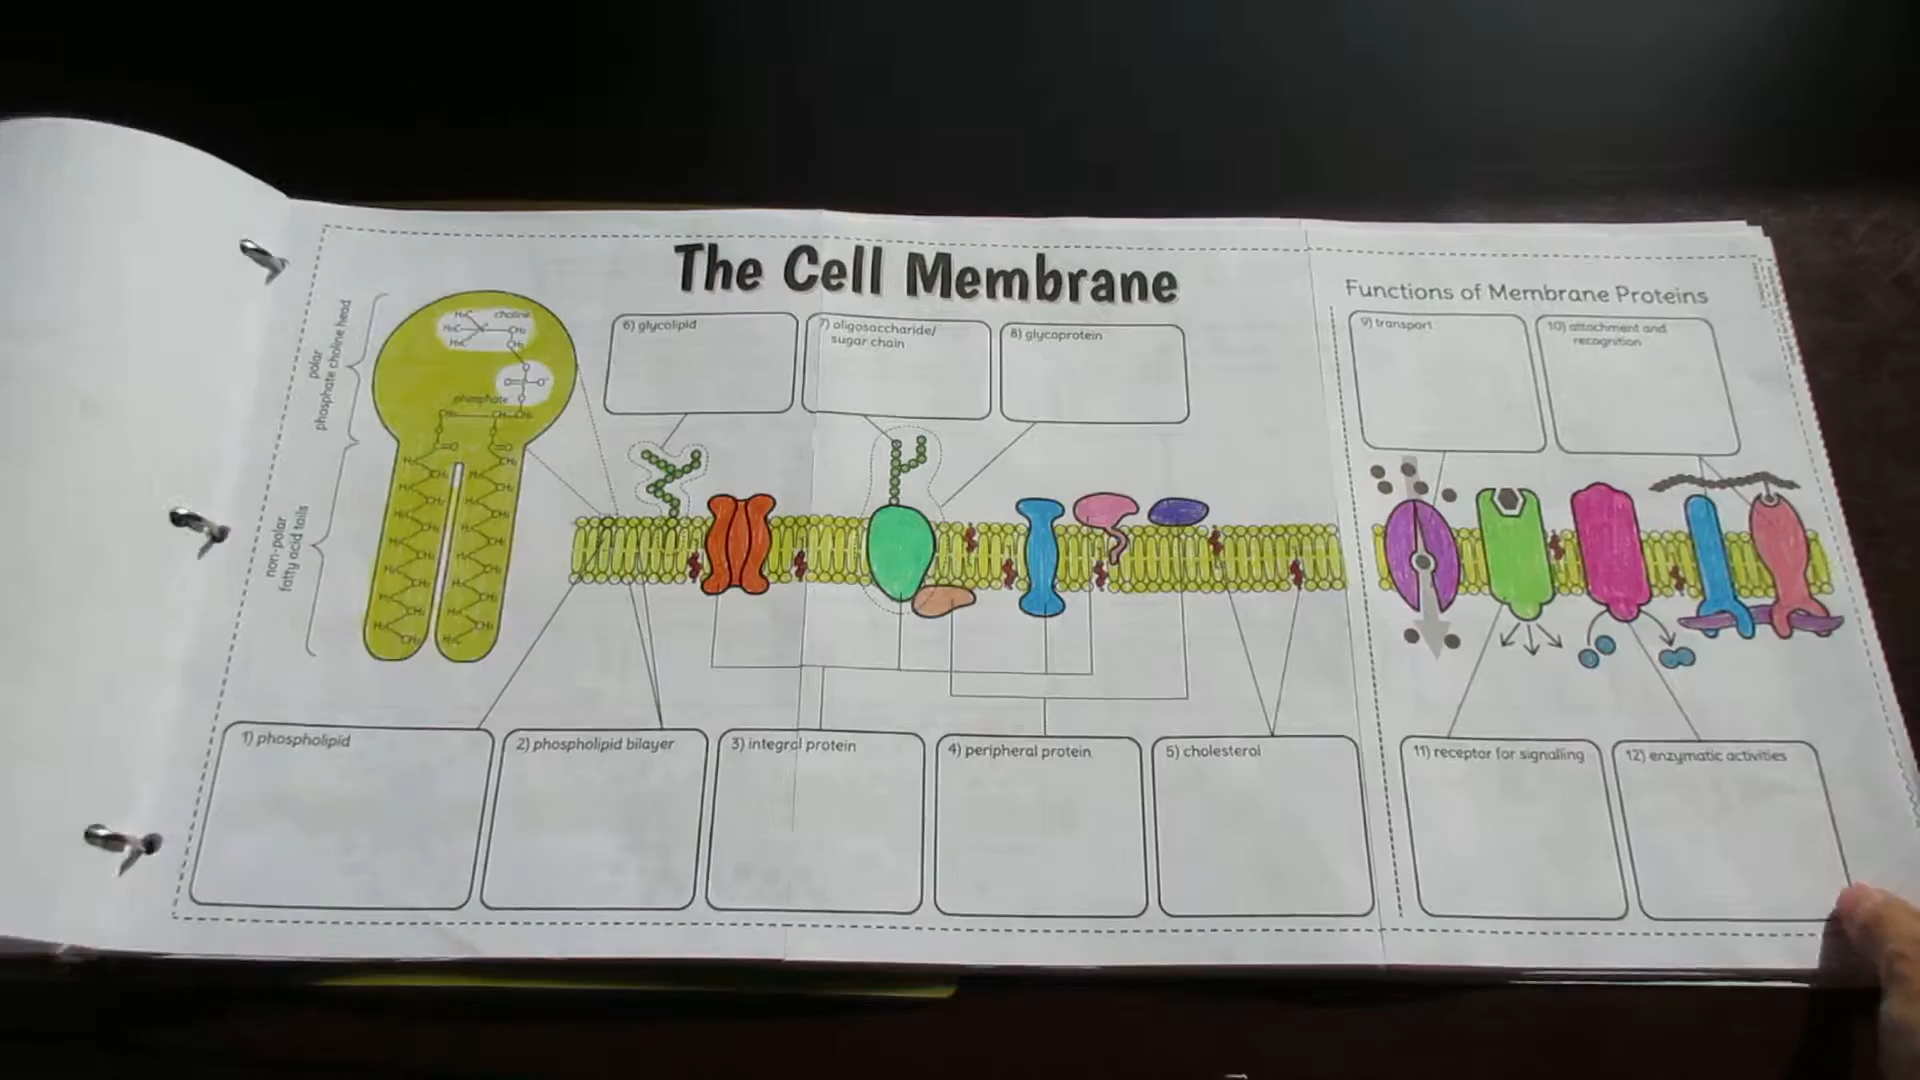 The Cell Membrane
polar
phosphate choline head
non-polar
fatty acid tails
choline
phosphate
6) glycolipid
7) oligosaccharide/
sugar chain
8) glycoprotein
1) phospholipid
2) phospholipid bilayer
3) integral protein
4) peripheral protein
5) cholesterol
Functions of Membrane Proteins
9) transport
10) attachment and
recognition
11) receptor for signalling
12) enzymatic activities